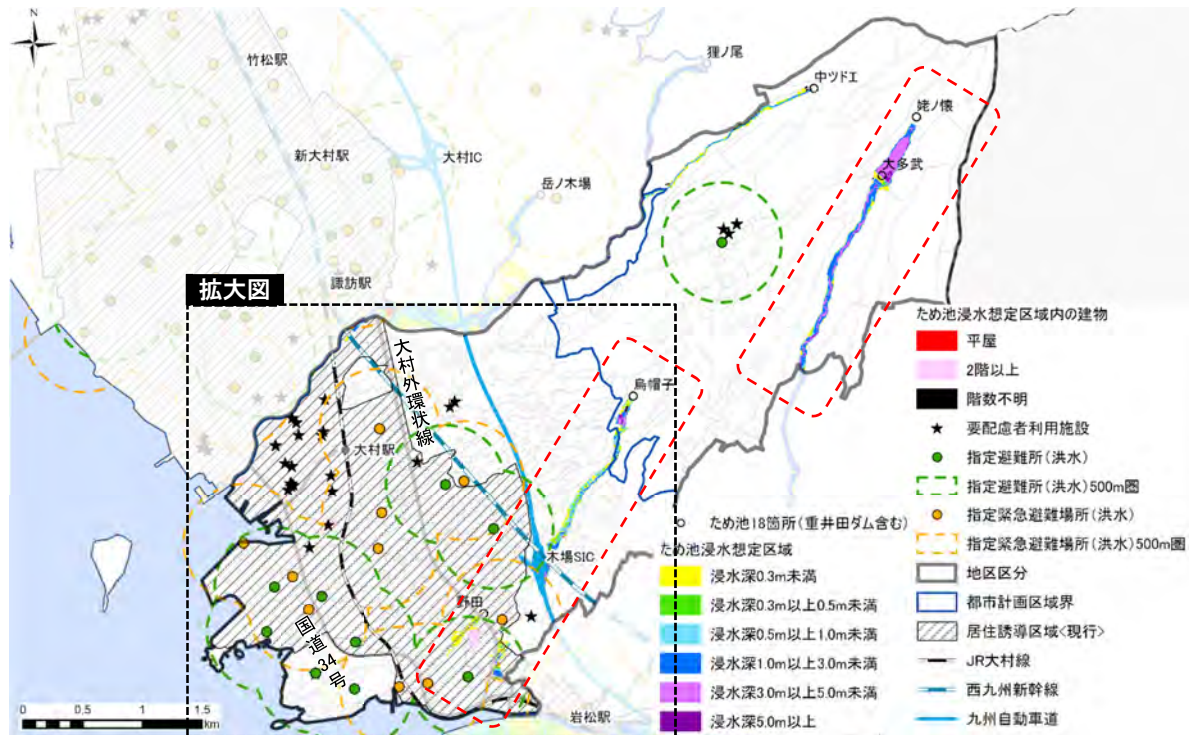 N
竹松駅
新大村駅
大村IC
狸ノ尾
中ツドエ
姥ノ懐
大多武
岳ノ木場
諏訪駅
拡大図
大村外環状線
大村駅
烏帽子
木場SIC
野田
国道34号
岩松駅
0 0.5 1 1.5
km
ため池18箇所(重井田ダム含む)
ため池浸水想定区域
浸水深0.3m未満
浸水深0.3m以上0.5m未満
浸水深0.5m以上1.0m未満
浸水深1.0m以上3.0m未満
浸水深3.0m以上5.0m未満
浸水深5.0m以上
ため池浸水想定区域内の建物
平屋
2階以上
階数不明
要配慮者利用施設
指定避難所(洪水)
指定避難所(洪水)500m圏
指定緊急避難場所(洪水)
指定緊急避難場所(洪水)500m圏
地区区分
都市計画区域界
居住誘導区域<現行>
JR大村線
西九州新幹線
九州自動車道